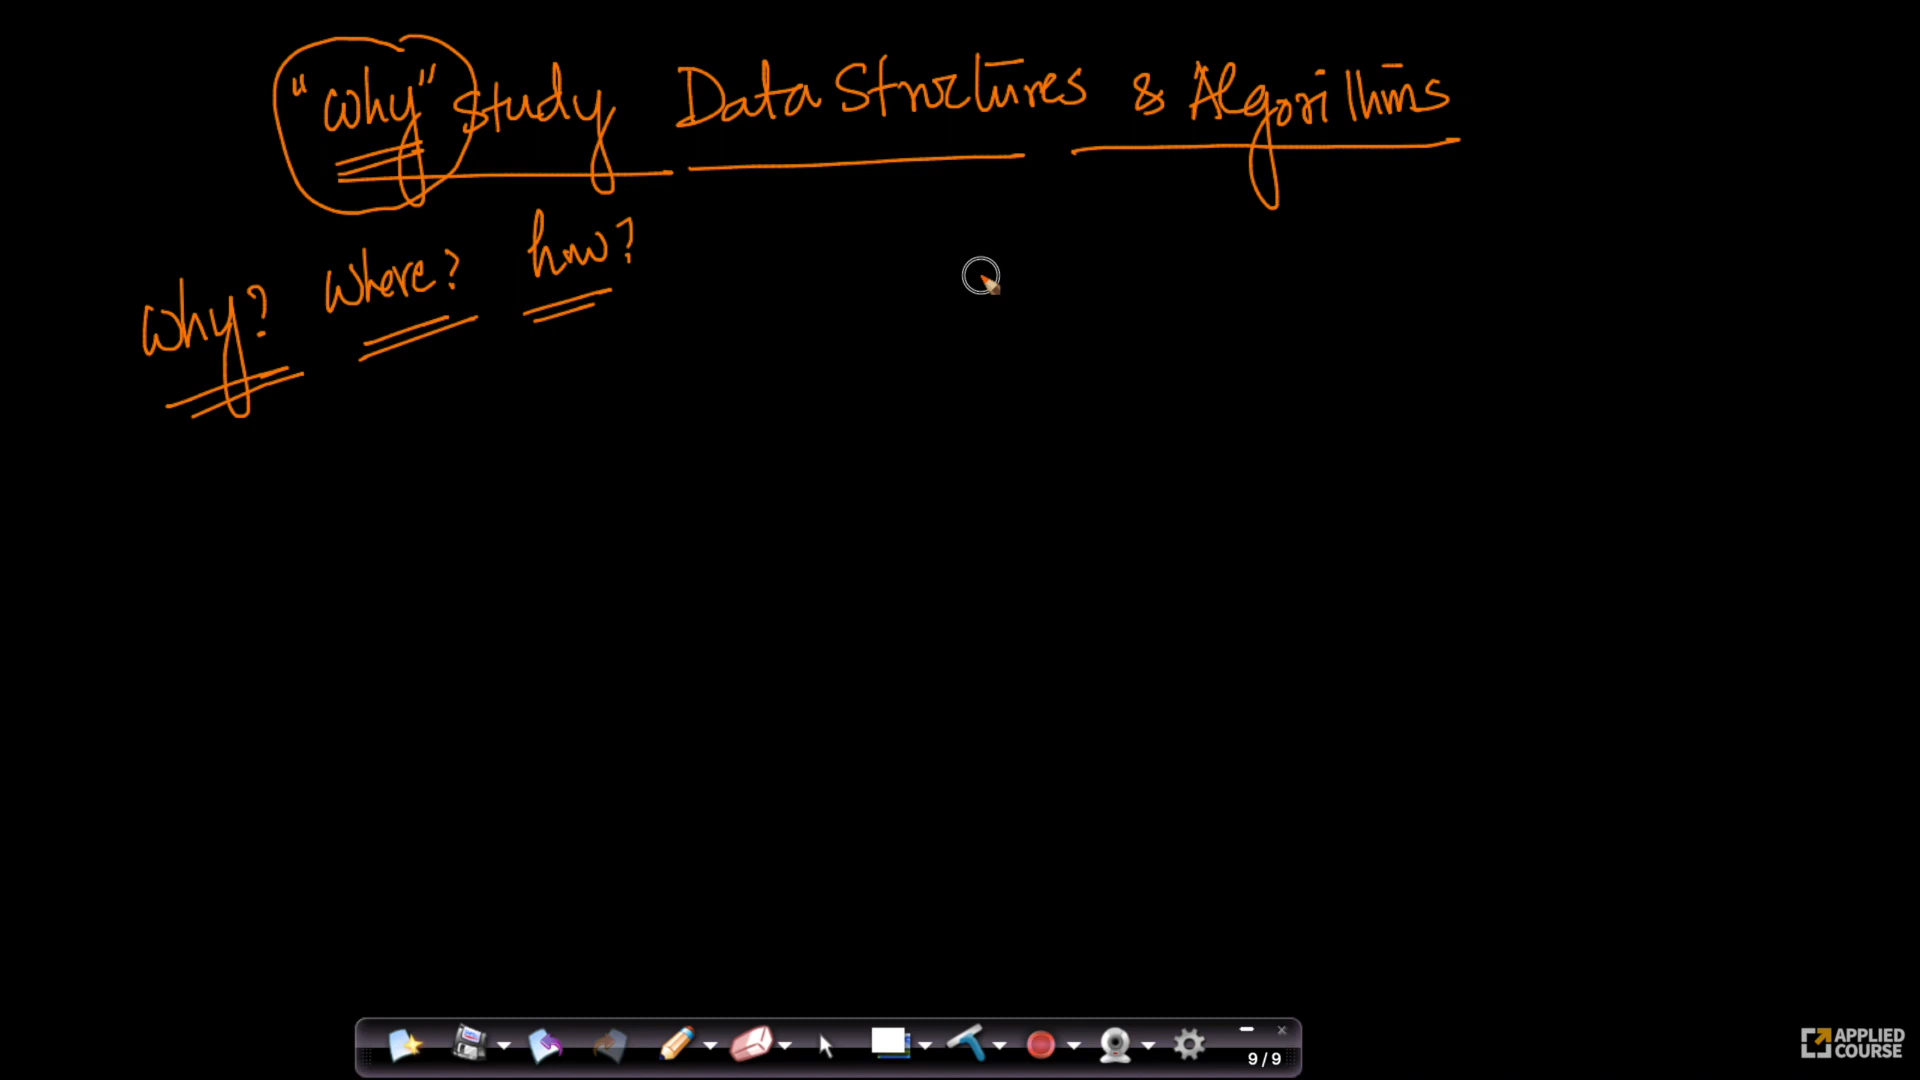 "why" study Data Structures & Algorithms
why? where? how?
9/9
APPLIED
COURSE